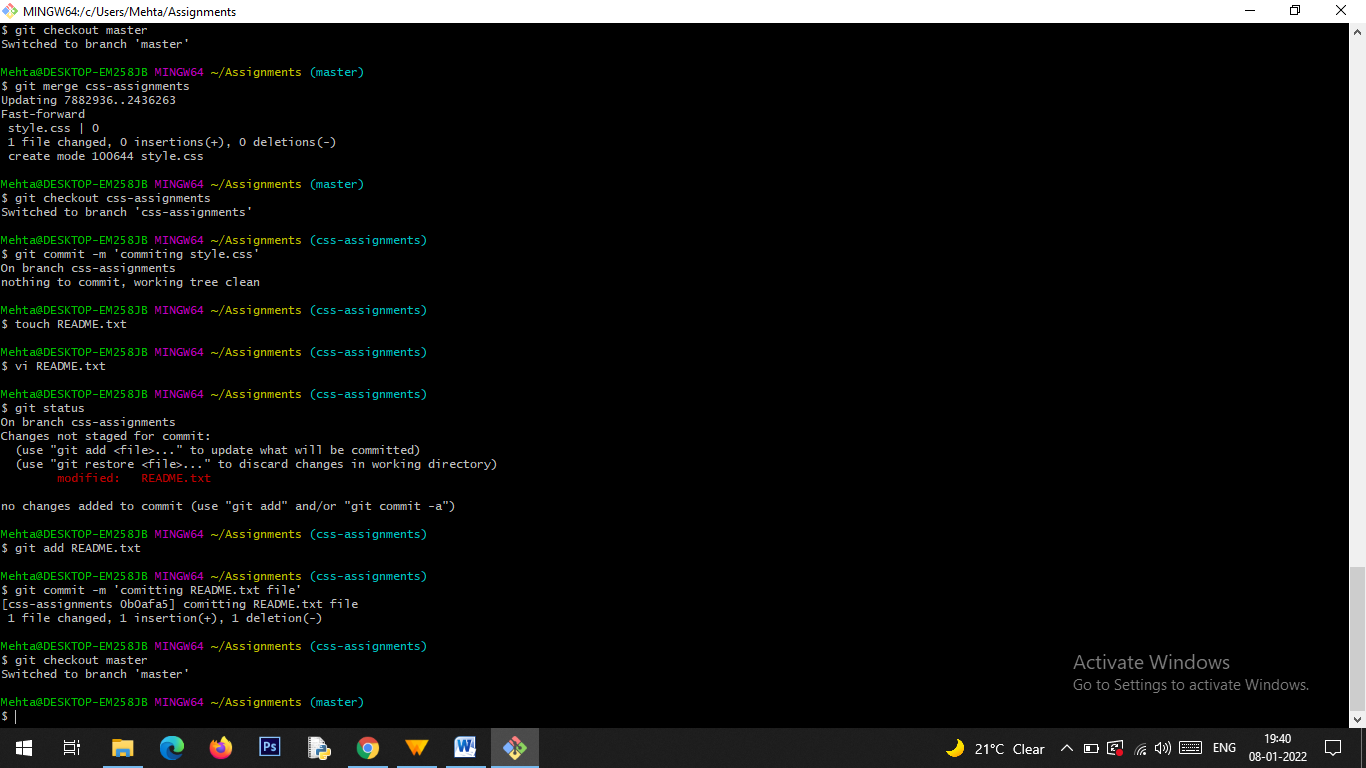 MINGW64:/c/Users/Mehta/Assignments
$ git checkout master
Switched to branch 'master'
Mehta@DESKTOP-EM258JB MINGW64 ~/Assignments (master)
$ git merge css-assignments
Updating 7882936..2436263
Fast-forward
 style.css | 0
 1 file changed, 0 insertions(+), 0 deletions(-)
 create mode 100644 style.css
Mehta@DESKTOP-EM258JB MINGW64 ~/Assignments (master)
$ git checkout css-assignments
Switched to branch 'css-assignments'
Mehta@DESKTOP-EM258JB MINGW64 ~/Assignments (css-assignments)
$ git commit -m 'commiting style.css'
On branch css-assignments
nothing to commit, working tree clean
Mehta@DESKTOP-EM258JB MINGW64 ~/Assignments (css-assignments)
$ touch README.txt
Mehta@DESKTOP-EM258JB MINGW64 ~/Assignments (css-assignments)
$ vi README.txt
Mehta@DESKTOP-EM258JB MINGW64 ~/Assignments (css-assignments)
$ git status
On branch css-assignments
Changes not staged for commit:
  (use "git add <file>..." to update what will be committed)
  (use "git restore <file>..." to discard changes in working directory)
        modified:   README.txt
no changes added to commit (use "git add" and/or "git commit -a")
Mehta@DESKTOP-EM258JB MINGW64 ~/Assignments (css-assignments)
$ git add README.txt
Mehta@DESKTOP-EM258JB MINGW64 ~/Assignments (css-assignments)
$ git commit -m 'comitting README.txt file'
[css-assignments 0b0afa5] comitting README.txt file
 1 file changed, 1 insertion(+), 1 deletion(-)
Mehta@DESKTOP-EM258JB MINGW64 ~/Assignments (css-assignments)
$ git checkout master
Switched to branch 'master'
Mehta@DESKTOP-EM258JB MINGW64 ~/Assignments (master)
$
Activate Windows
Go to Settings to activate Windows.
Ps
W
21°C Clear
ENG
19:40
08-01-2022